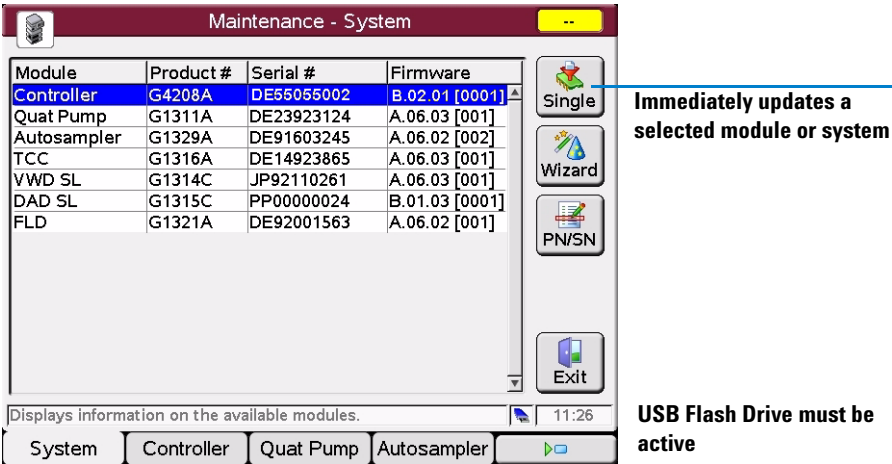 Maintenance - System
--
Module Product # Serial # Firmware
Controller G4208A DE55055002 B.02.01 [0001]
Quat Pump G1311A DE23923124 A.06.03 [001]
Autosampler G1329A DE91603245 A.06.02 [002]
TCC G1316A DE14923865 A.06.03 [001]
VWD SL G1314C JP92110261 A.06.03 [001]
DAD SL G1315C PP00000024 B.01.03 [0001]
FLD G1321A DE92001563 A.06.02 [001]
Single
Wizard
PN/SN
Exit
Immediately updates a
selected module or system
Displays information on the available modules.
11:26
USB Flash Drive must be
active
System Controller Quat Pump Autosampler